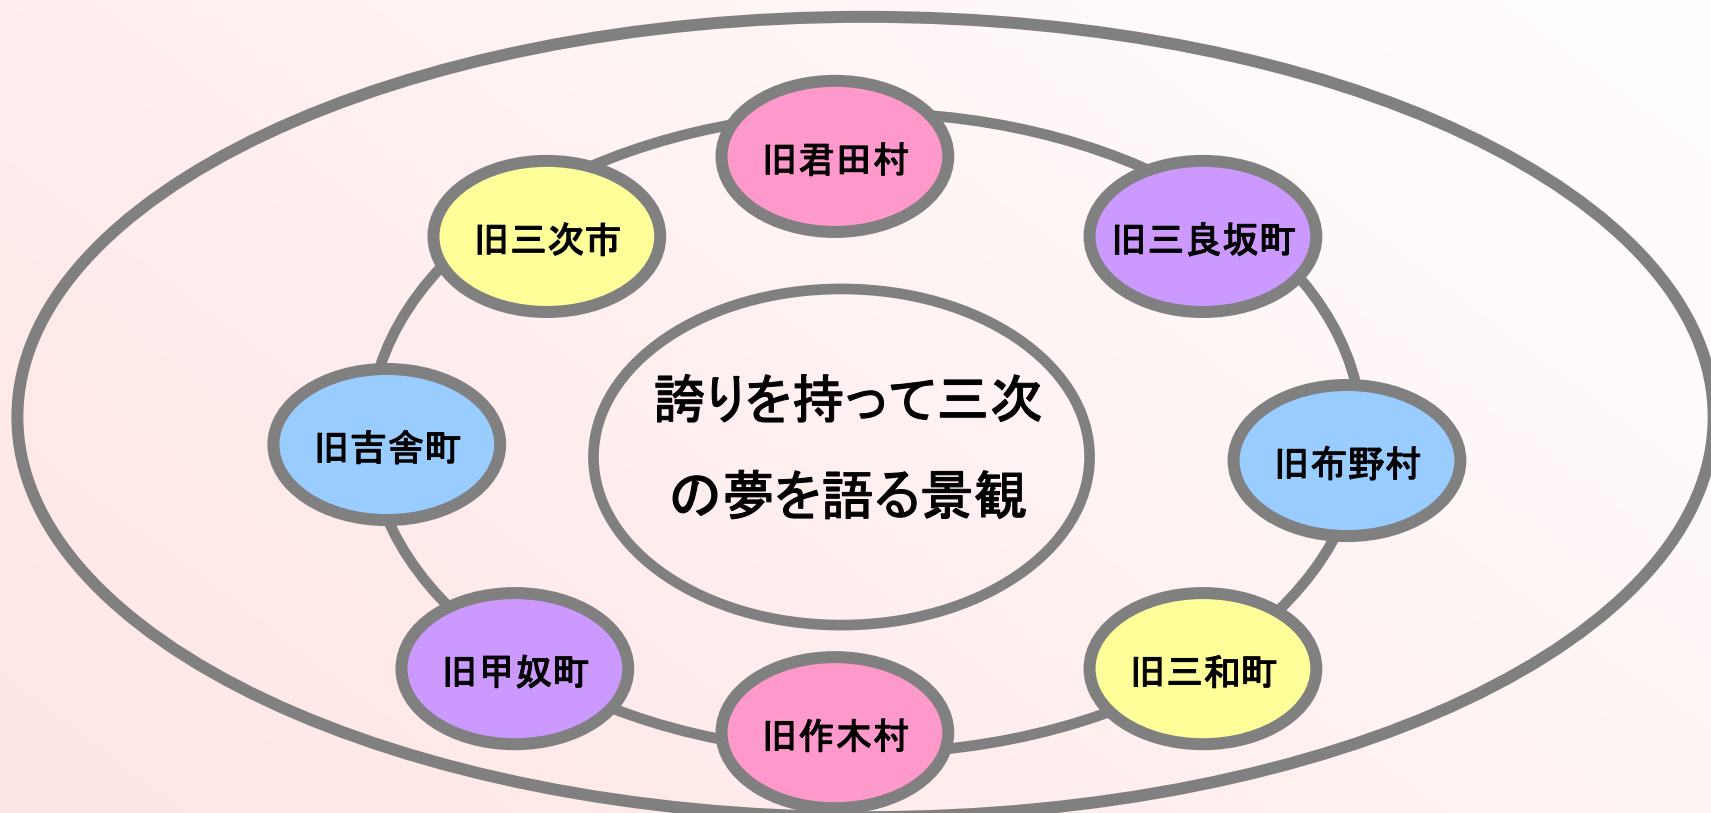 旧君田村
旧三次市
旧三良坂町
誇りを持って三次
の夢を語る景観
旧吉舎町
旧布野村
旧甲奴町
旧三和町
旧作木村